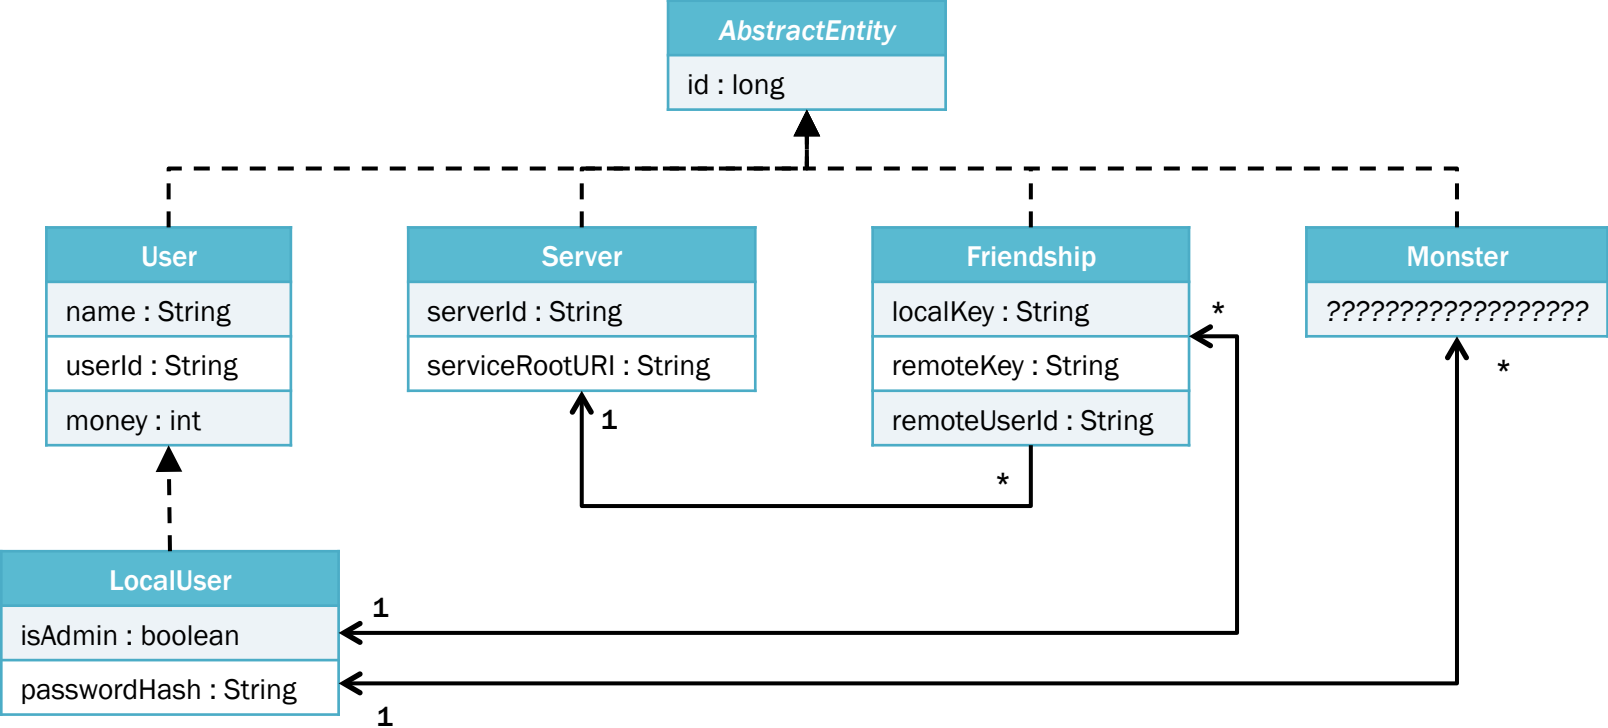 AbstractEntity
id : long
User
name : String
userId : String
money : int
Server
serverId : String
serviceRootURI : String
1
Friendship
localKey : String
remoteKey : String
remoteUserId : String
*
*
Monster
??????????????????
*
LocalUser
isAdmin : boolean
passwordHash : String
1
1